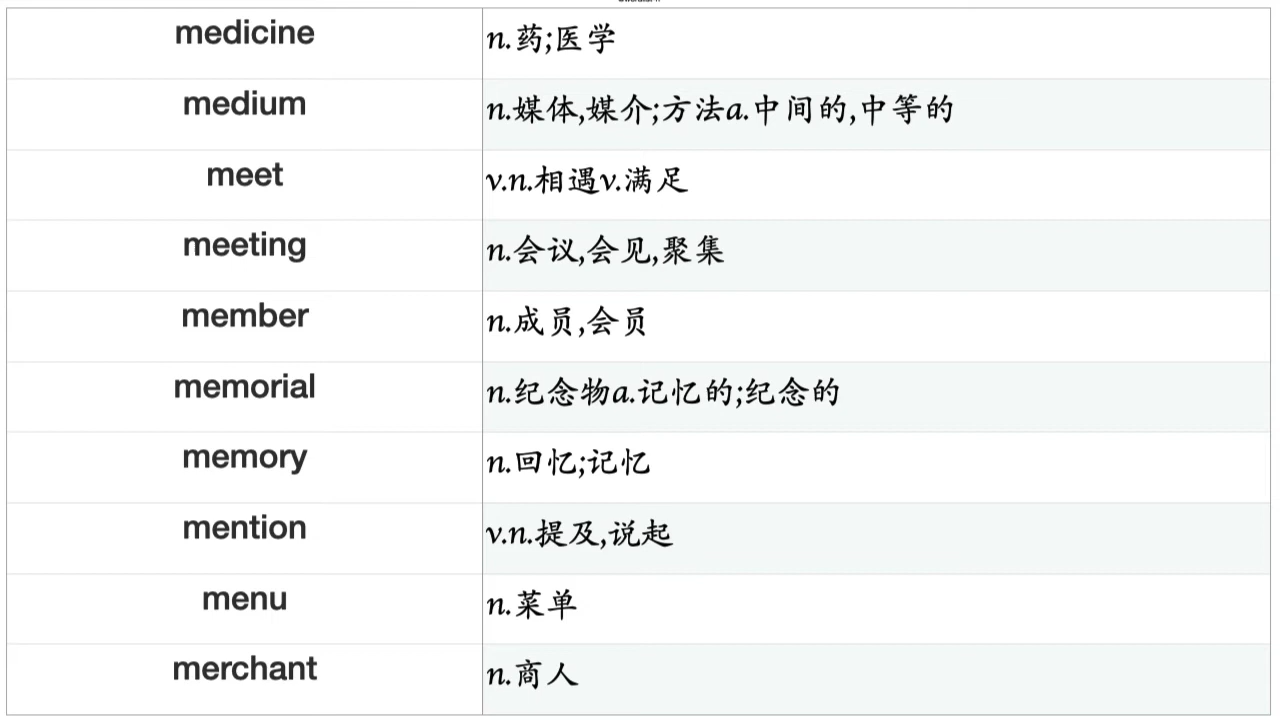 medicine n.药;医学
medium n.媒体,媒介;方法a.中间的,中等的
meet v.n.相遇v.满足
meeting n.会议,会见,聚集
member n.成员,会员
memorial n.纪念物a.记忆的;纪念的
memory n.回忆;记忆
mention v.n.提及,说起
menu n.菜单
merchant n.商人